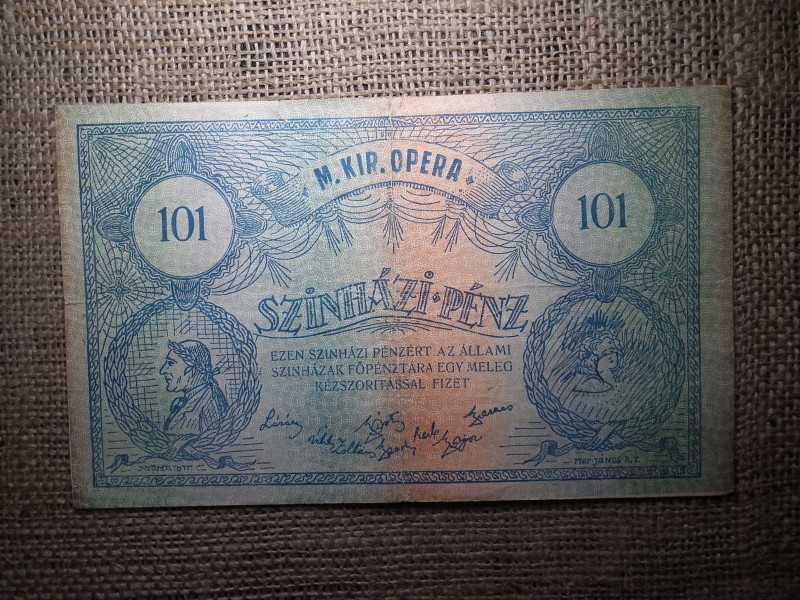 M. KIR. OPERA
101
101
SZINHÁZI-PÉNZ
EZEN SZINHÁZI PÉNZÉRT AZ ÁLLAMI
SZINHÁZAK FŐPÉNZTÁRA EGY MELEG
KÉZSZORITÁSSAL FIZET